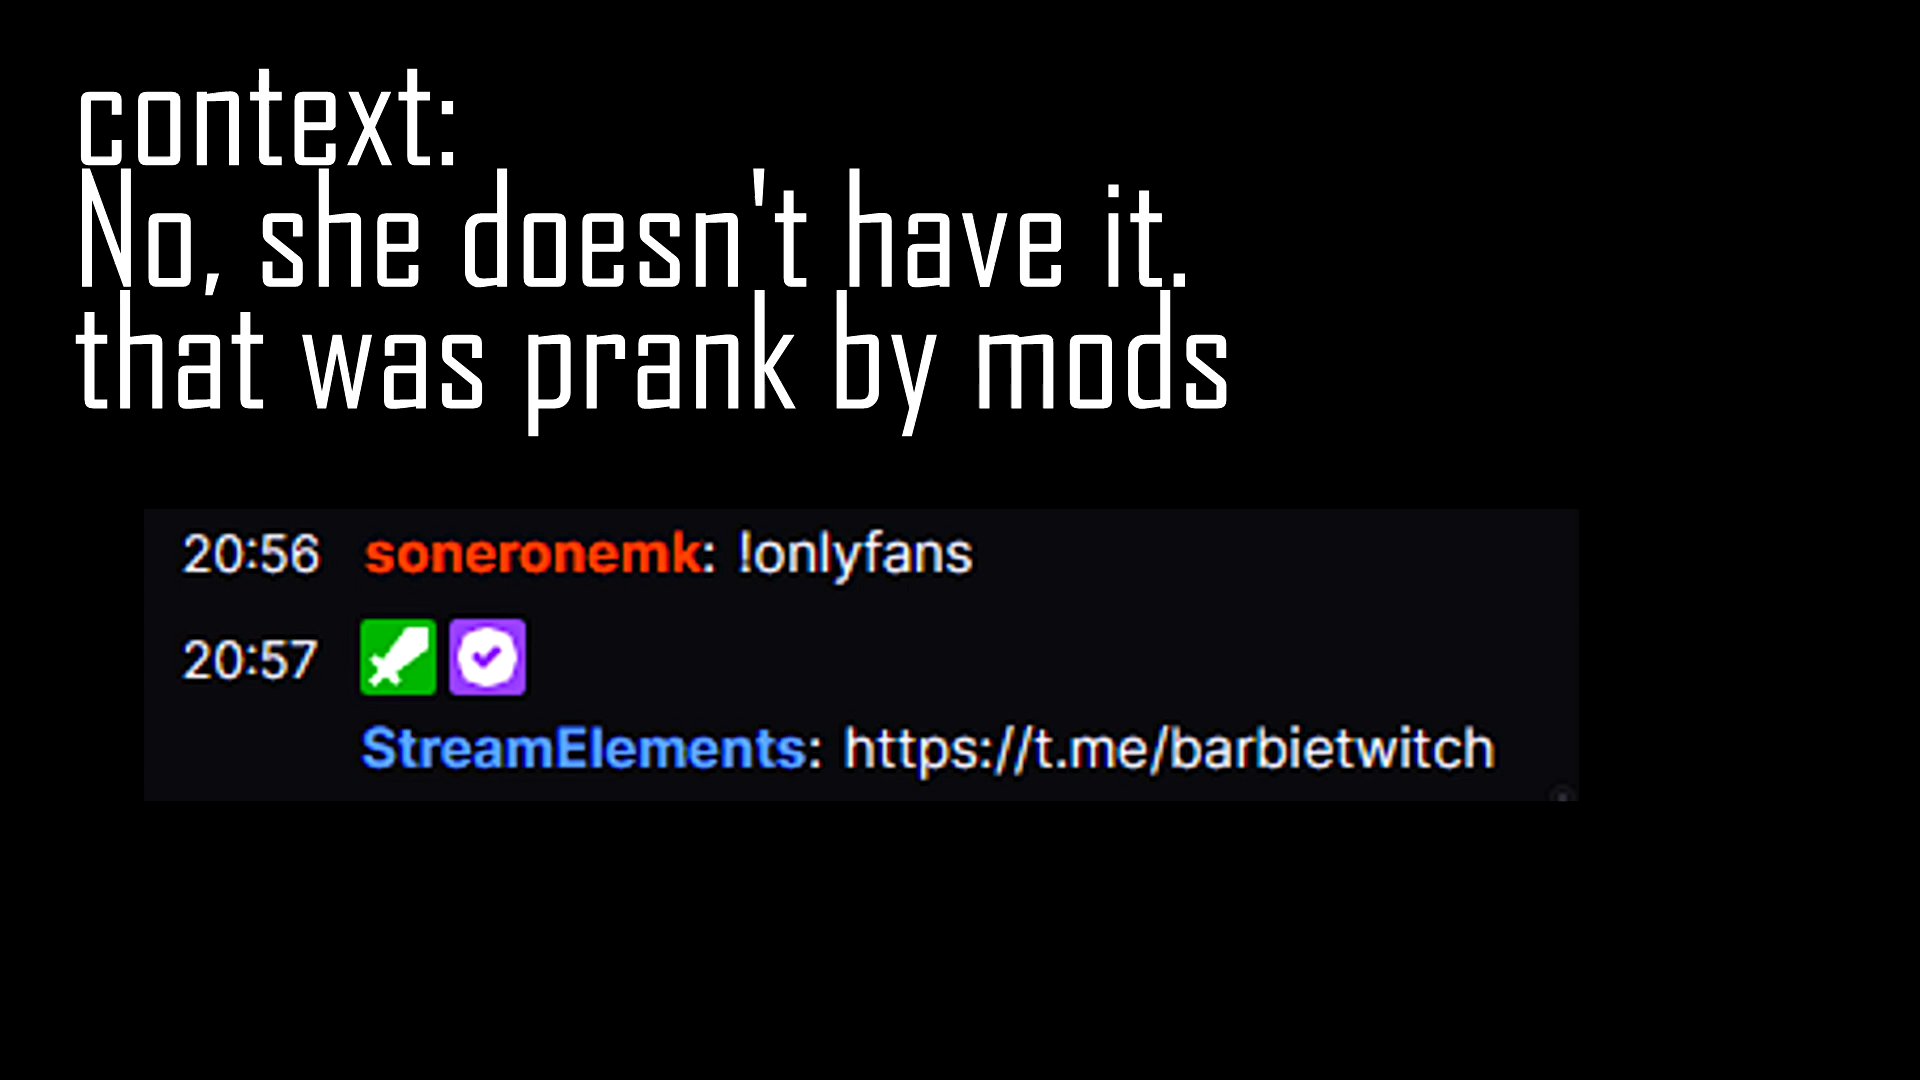 context:
No, she doesn't have it.
that was prank by mods
20:56 soneronemk: !onlyfans
20:57
StreamElements: https://t.me/barbietwitch